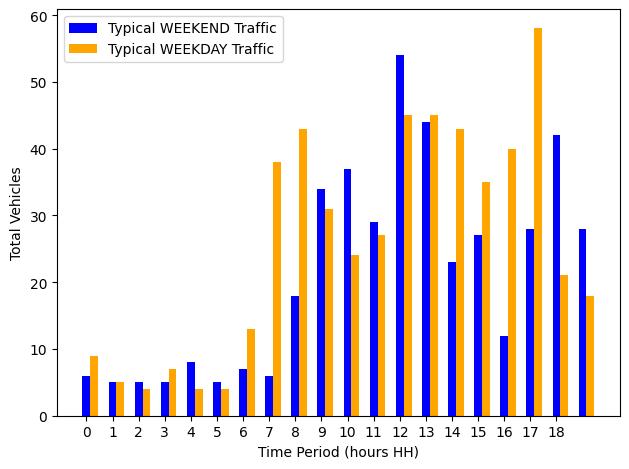 Typical WEEKEND Traffic
Typical WEEKDAY Traffic
60
50
40
30
20
10
0
Total Vehicles
0 1 2 3 4 5 6 7 8 9 10 11 12 13 14 15 16 17 18
Time Period (hours HH)